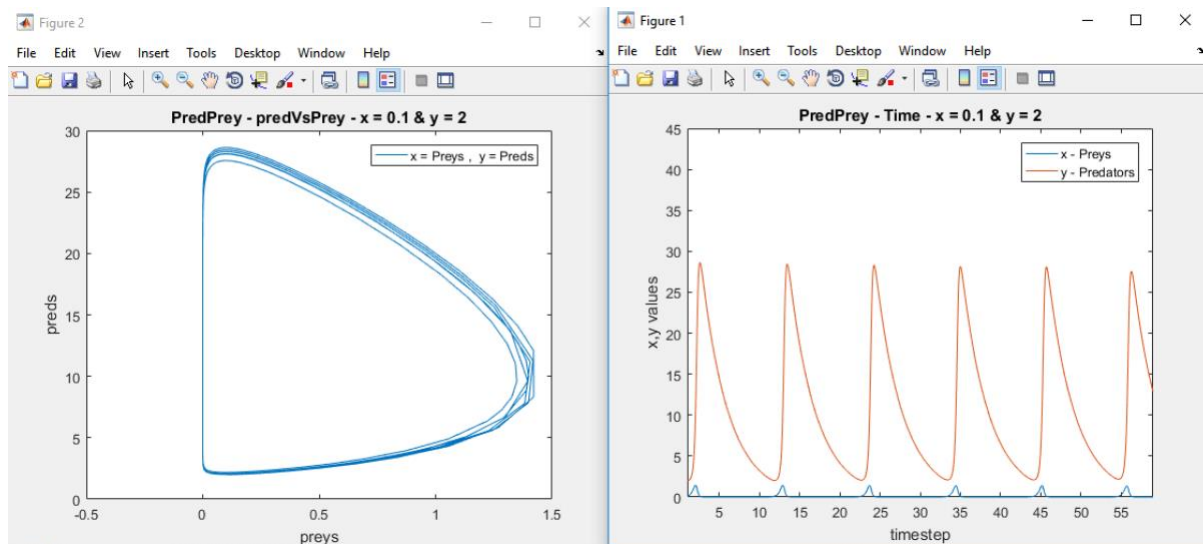 Figure 2
File Edit View Insert Tools Desktop Window Help
PredPrey - predVsPrey - x = 0.1 & y = 2
x = Preys , y = Preds
30
25
20
15
10
5
0
preds
-0.5 0 0.5 1 1.5
preys
Figure 1
File Edit View Insert Tools Desktop Window Help
PredPrey - Time - x = 0.1 & y = 2
x - Preys
y - Predators
45
40
35
30
25
20
15
10
5
0
x,y values
5 10 15 20 25 30 35 40 45 50 55
timestep